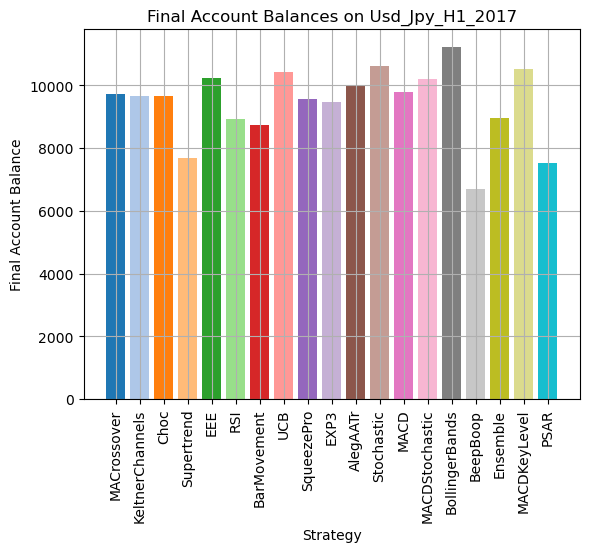 Final Account Balances on Usd_Jpy_H1_2017
Final Account Balance
10000
8000
6000
4000
2000
0
MACrossover
KeltnerChannels
Choc
Supertrend
EEE
RSI
BarMovement
UCB
SqueezePro
EXP3
AlegAATr
Stochastic
MACD
MACDStochastic
BollingerBands
BeepBoop
Ensemble
MACDKeyLevel
PSAR
Strategy